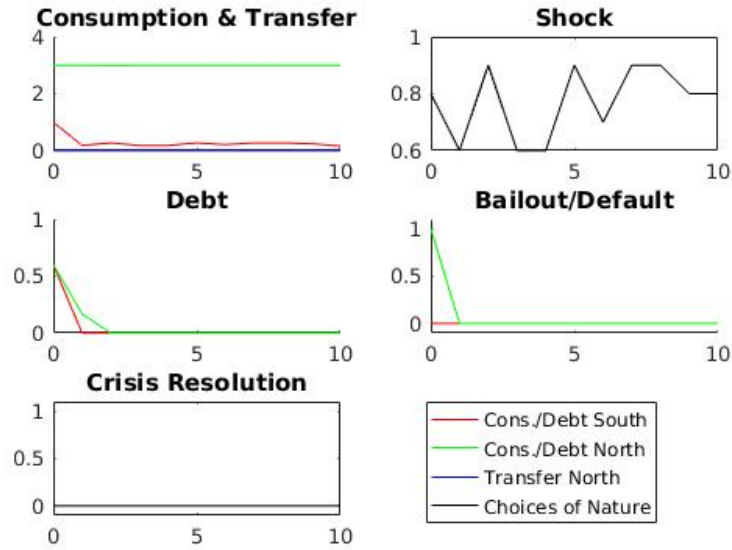 Consumption & Transfer
4
2
0
0 5 10
Shock
1
0.8
0.6
0 5 10
Debt
1
0.5
0
0 5 10
Bailout/Default
1
0.5
0
0 5 10
Crisis Resolution
1
0.5
0
0 5 10
Cons./Debt South
Cons./Debt North
Transfer North
Choices of Nature